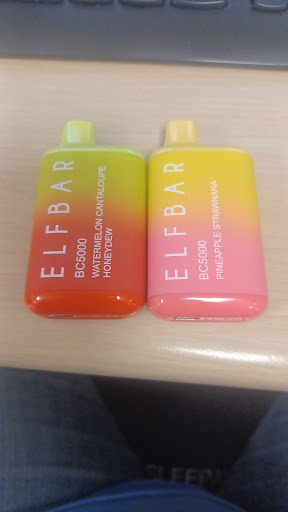 ELFBAR
BC5000
WATERMELON CANTALOUPE
HONEYDEW
ELFBAR
BC5000
PINEAPPLE STRAWNANA